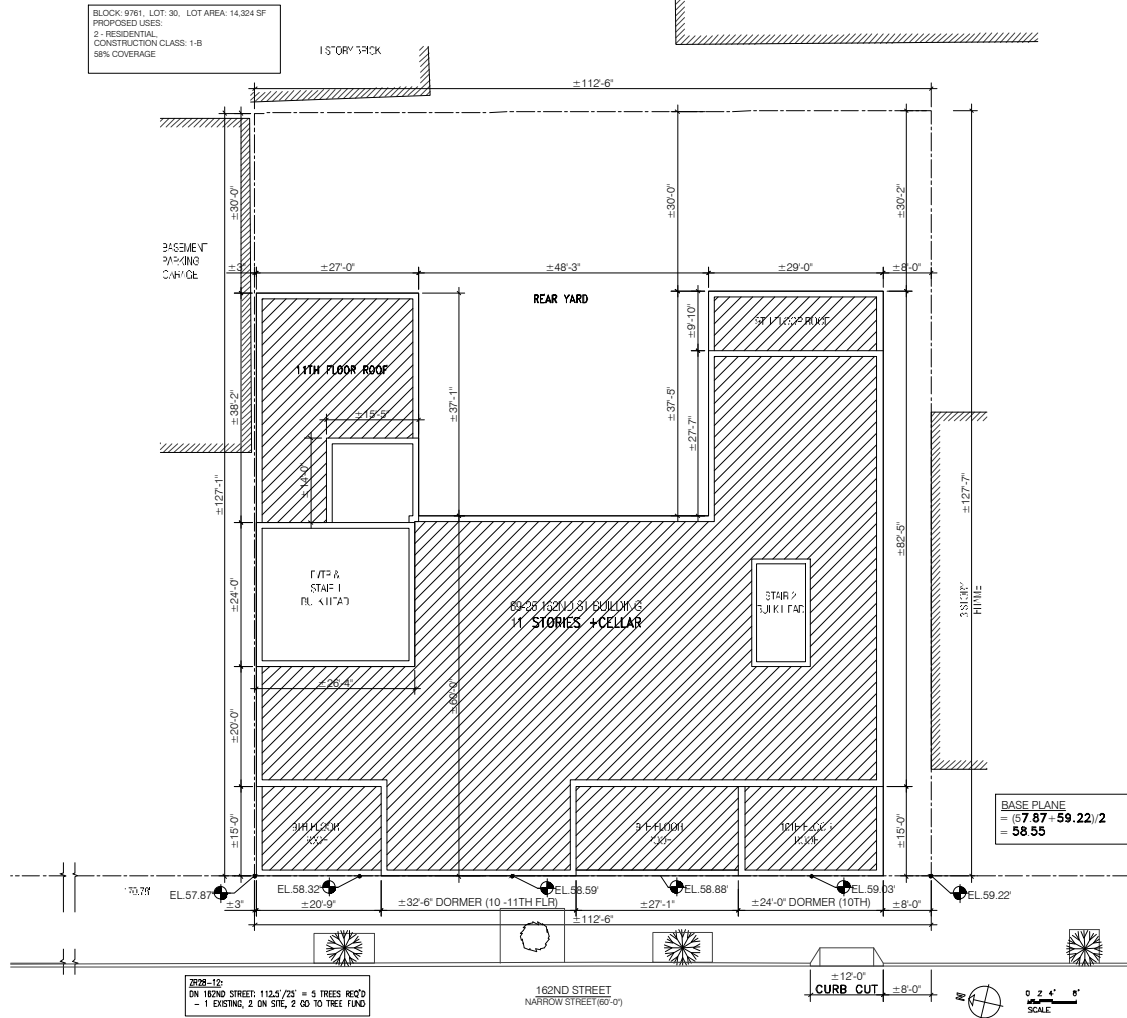 BLOCK: 9761, LOT: 30, LOT AREA: 14,324 SF
PROPOSED USES:
2 - RESIDENTIAL,
CONSTRUCTION CLASS: 1-B
58% COVERAGE
±112'-6"
±30'-0"
±30'-0"
±30'-2"
BASEMENT
PARKING
±3"
±27'-0"
±48'-3"
±29'-0"
±8'-0"
REAR YARD
±9'-10"
11TH FLOOR ROOF
±38'-2"
±37'-1"
±37'-5"
±27'-7"
±15'-5"
±14'-0"
±127'-1"
±127'-7"
±82'-5"
±24'-0"
STAIR 2
11 STORIES +CELLAR
±26'-4"
±60'-0"
±20'-0"
±15'-0"
±15'-0"
BASE PLANE
= (57.87+59.22)/2
= 58.55
EL.57.87'
EL.58.32'
EL.58.59'
EL.58.88'
EL.59.03'
EL.59.22'
±3"
±20'-9"
±32'-6" DORMER (10 -11TH FLR)
±27'-1"
±24'-0" DORMER (10TH)
±8'-0"
±112'-6"
ZR28-12:
ON 162ND STREET: 112.5'/25' = 5 TREES REQ'D
- 1 EXISTING, 2 ON SITE, 2 GO TO TREE FUND
162ND STREET
NARROW STREET(60'-0")
±12'-0"
CURB CUT
±8'-0"
N
0 2' 4' 8'
SCALE